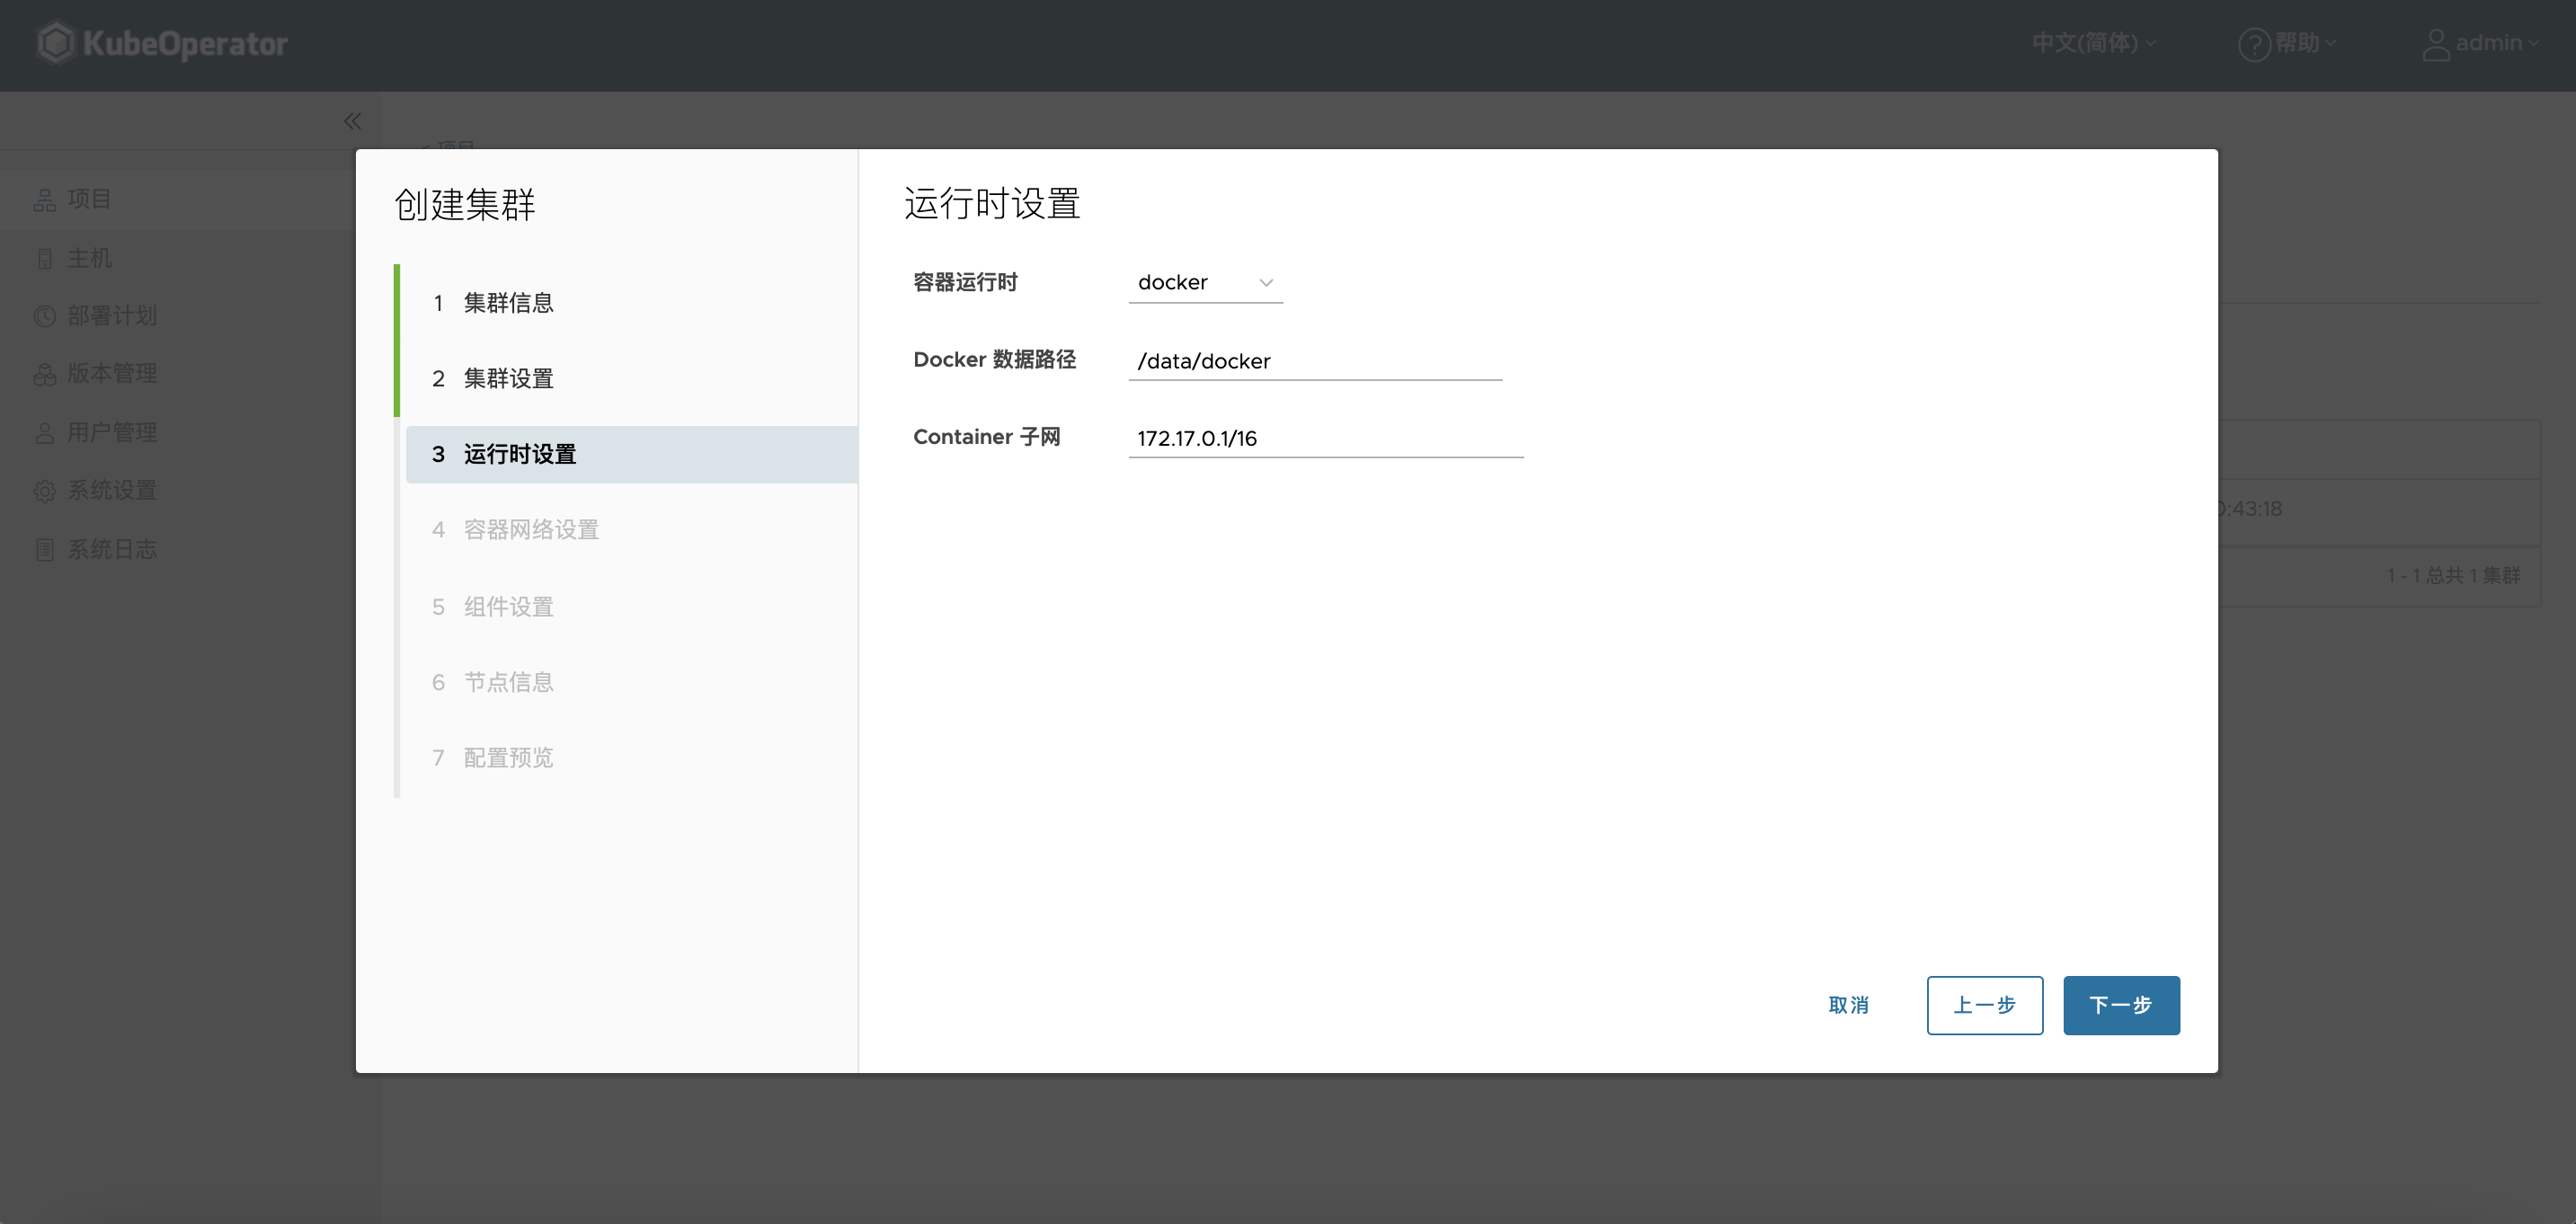 KubeOperator
中文(简体)
帮助
admin
项目
项目
主机
部署计划
版本管理
用户管理
系统设置
系统日志
创建集群
1 集群信息
2 集群设置
3 运行时设置
4 容器网络设置
5 组件设置
6 节点信息
7 配置预览
运行时设置
容器运行时 docker
Docker 数据路径 /data/docker
Container 子网 172.17.0.1/16
:43:18
1 - 1 总共 1 集群
取消
上一步
下一步